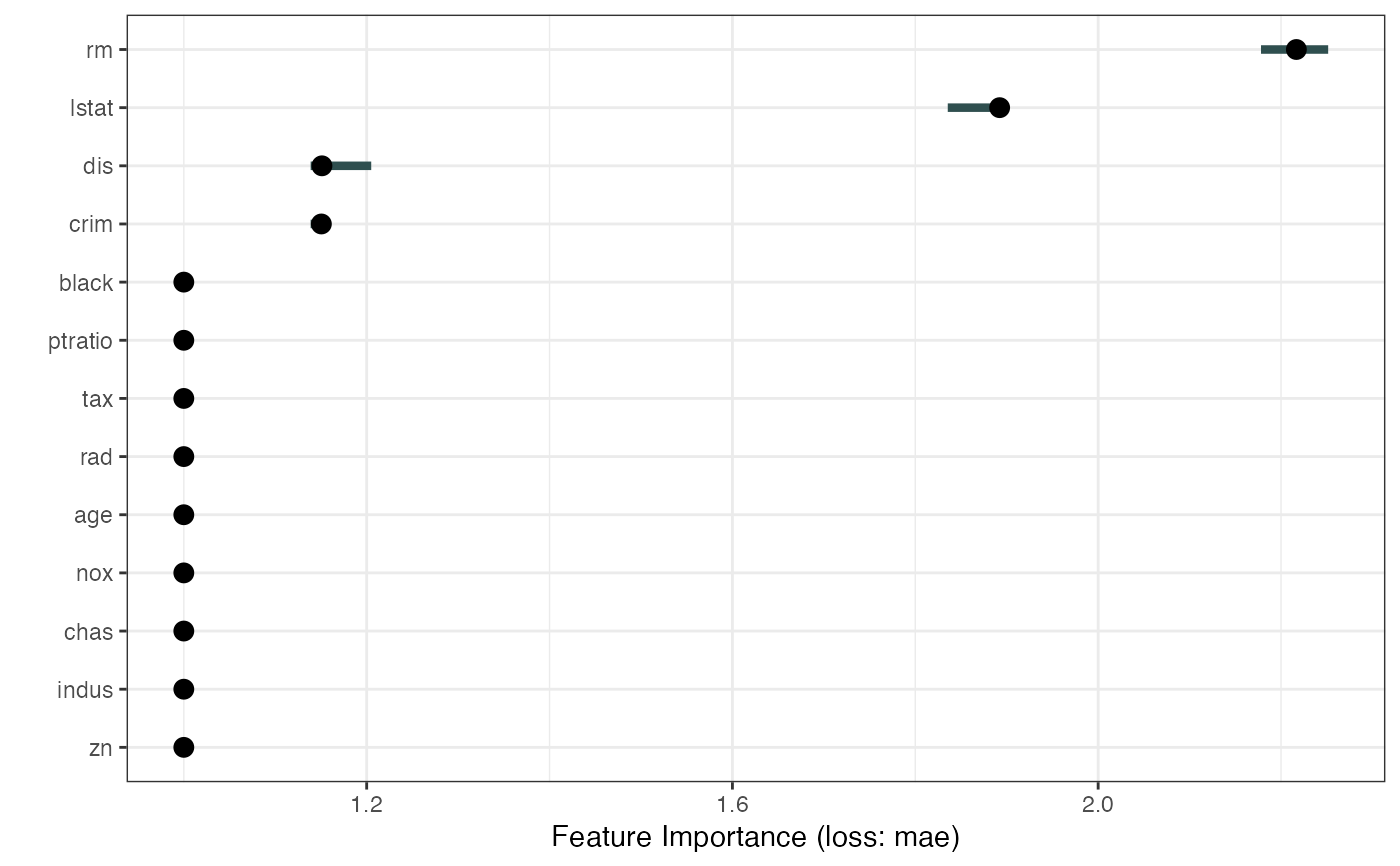 rm
lstat
dis
crim
black
ptratio
tax
rad
age
nox
chas
indus
zn
1.2 1.6 2.0
Feature Importance (loss: mae)